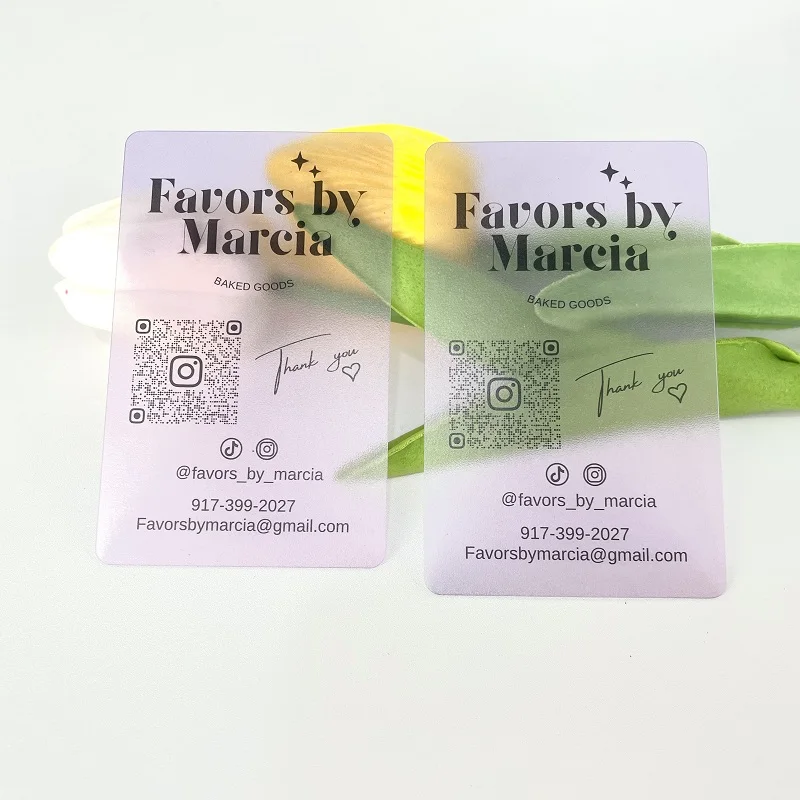 Favors by
Marcia
BAKED GOODS
Thank you
@favors_by_marcia
917-399-2027
Favorsbymarcia@gmail.com
Favors by
Marcia
BAKED GOODS
Thank you
@favors_by_marcia
917-399-2027
Favorsbymarcia@gmail.com